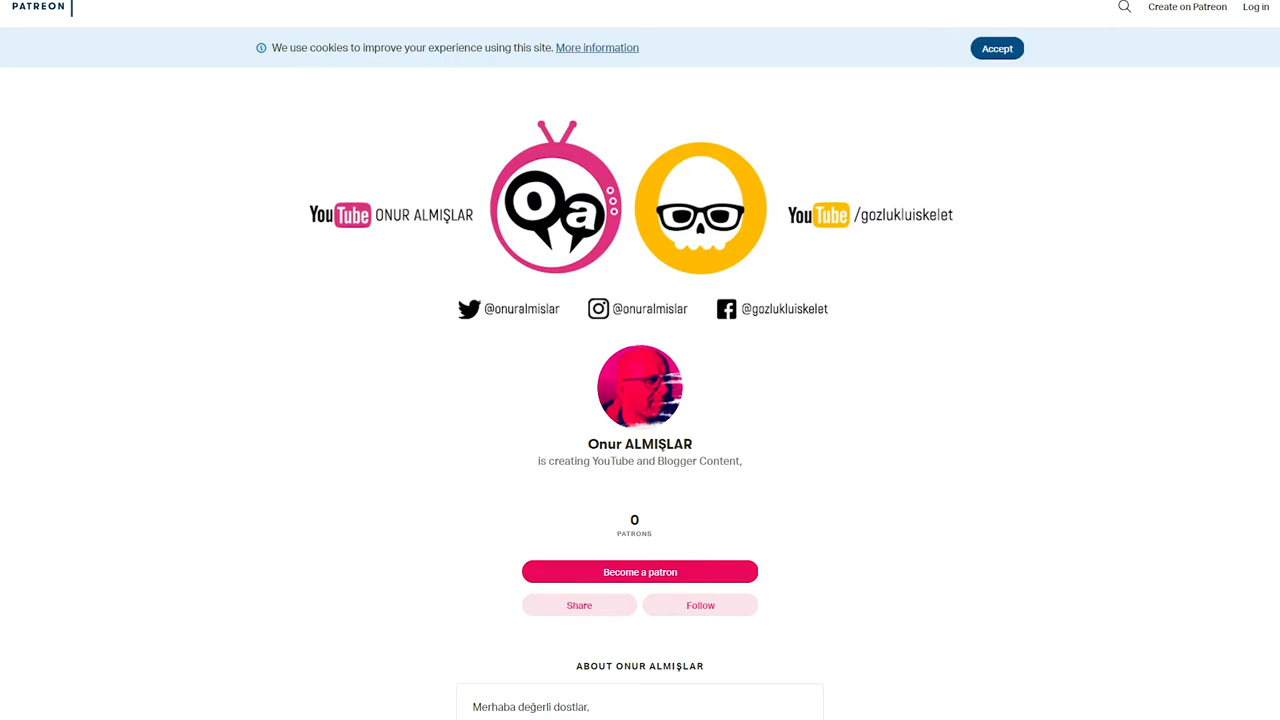 PATREON
Create on Patreon
Log in
We use cookies to improve your experience using this site. More information
Accept
YouTube ONUR ALMIŞLAR
oa
YouTube /gozlukluiskelet
@onuralmislar
@onuralmislar
@gozlukluiskelet
Onur ALMIŞLAR
is creating YouTube and Blogger Content,
0
PATRONS
Become a patron
Share
Follow
ABOUT ONUR ALMIŞLAR
Merhaba değerli dostlar,